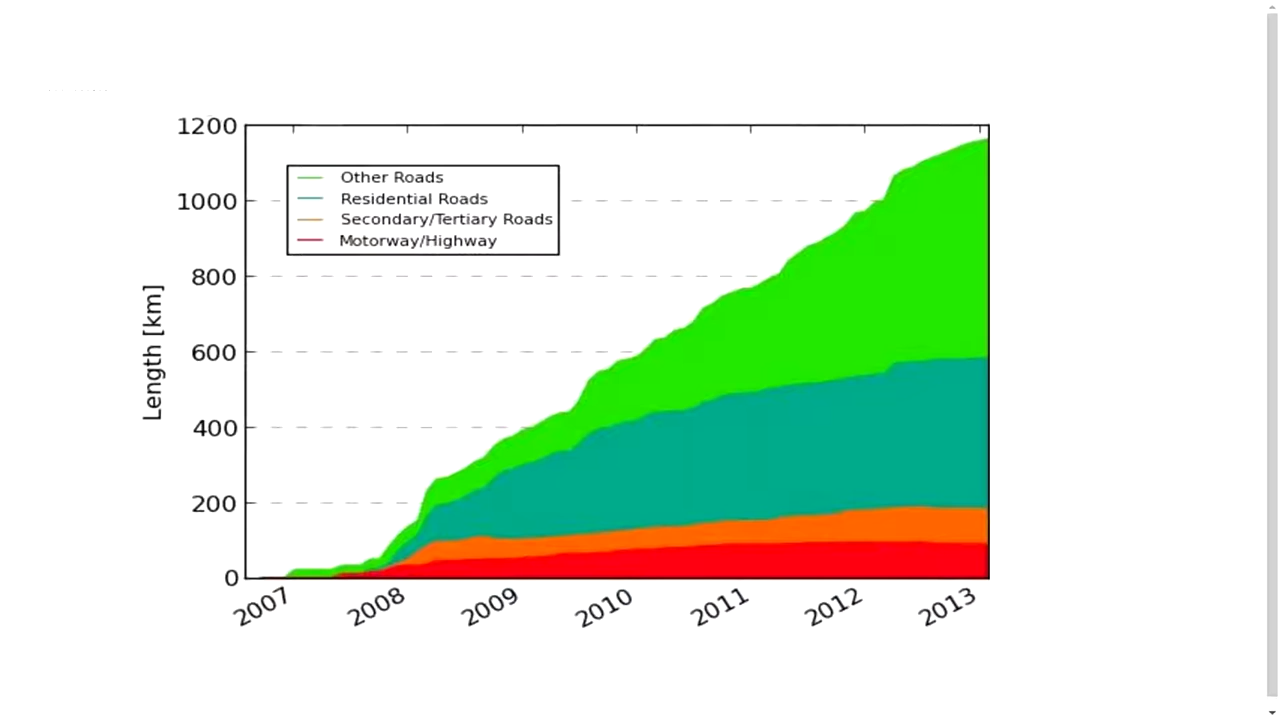 1200
1000
800
600
400
200
0
Length [km]
Other Roads
Residential Roads
Secondary/Tertiary Roads
Motorway/Highway
2007
2008
2009
2010
2011
2012
2013